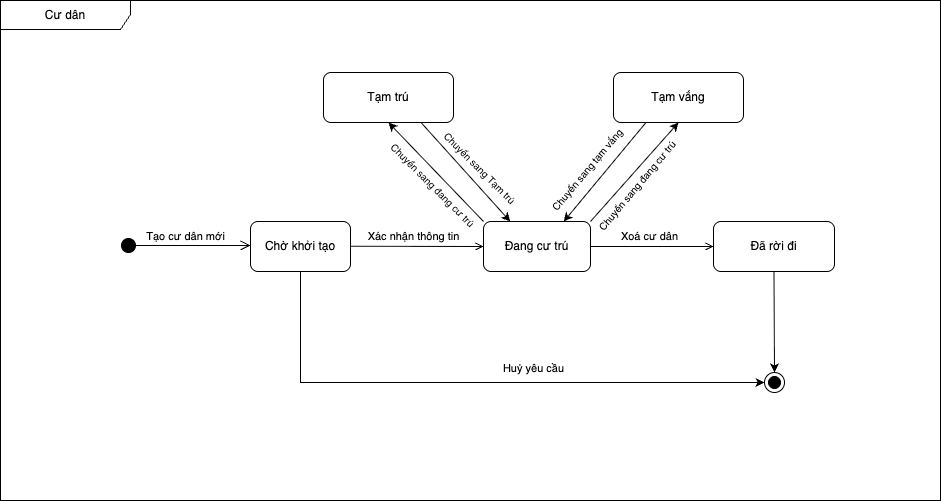 Cư dân
Tạm trú
Tạm vắng
Chuyển sang Tạm trú
Chuyển sang đang cư trú
Chuyển sang tạm vắng
Chuyển sang đang cư trú
Tạo cư dân mới
Chờ khởi tạo
Xác nhận thông tin
Đang cư trú
Xoá cư dân
Đã rời đi
Huỷ yêu cầu